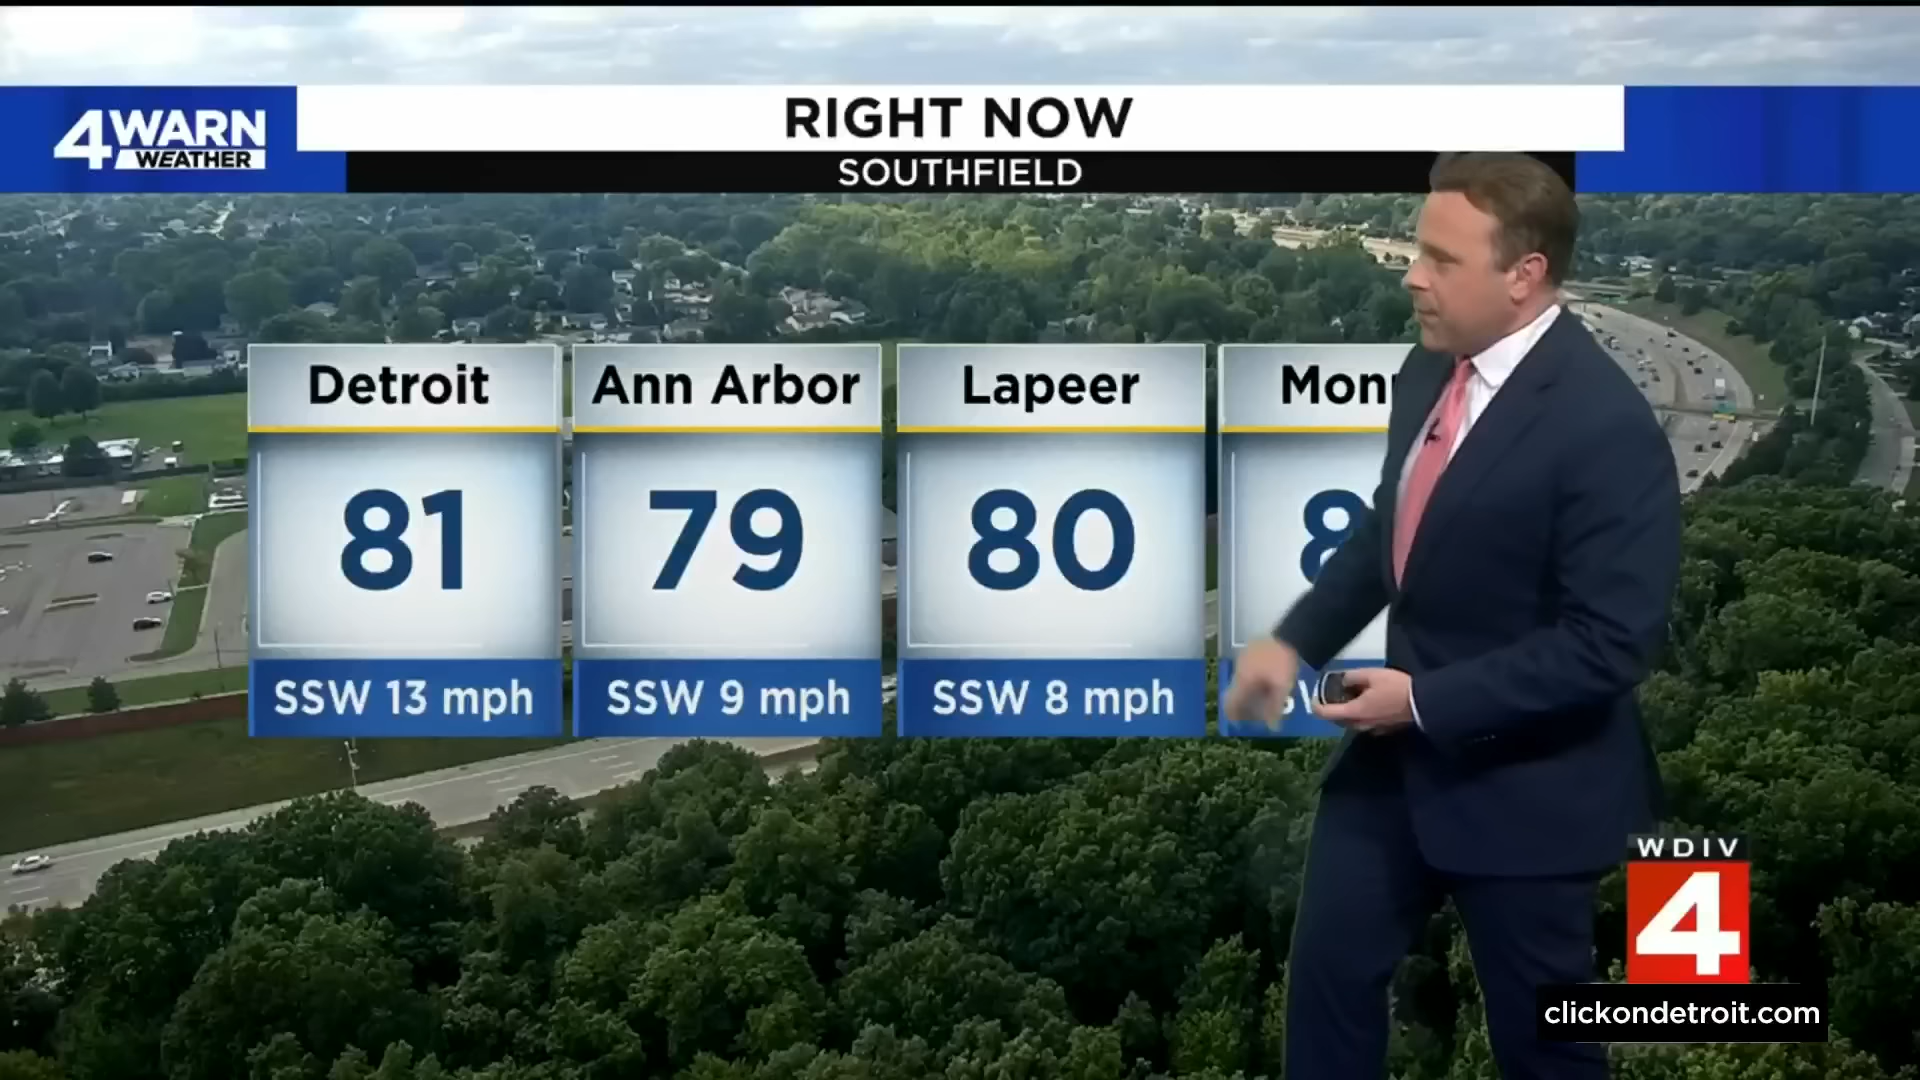 4WARN
WEATHER
RIGHT NOW
SOUTHFIELD
Detroit
Ann Arbor
Lapeer
81
79
80
SSW 13 mph
SSW 9 mph
SSW 8 mph
WDIV
4
clickondetroit.com